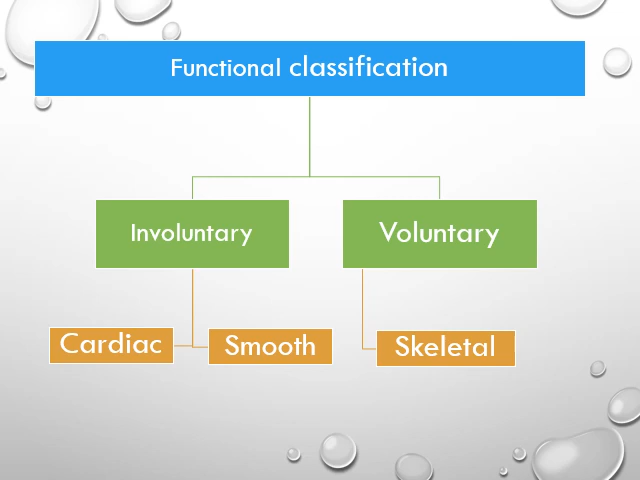 Functional classification
Involuntary
Voluntary
Cardiac
Smooth
Skeletal